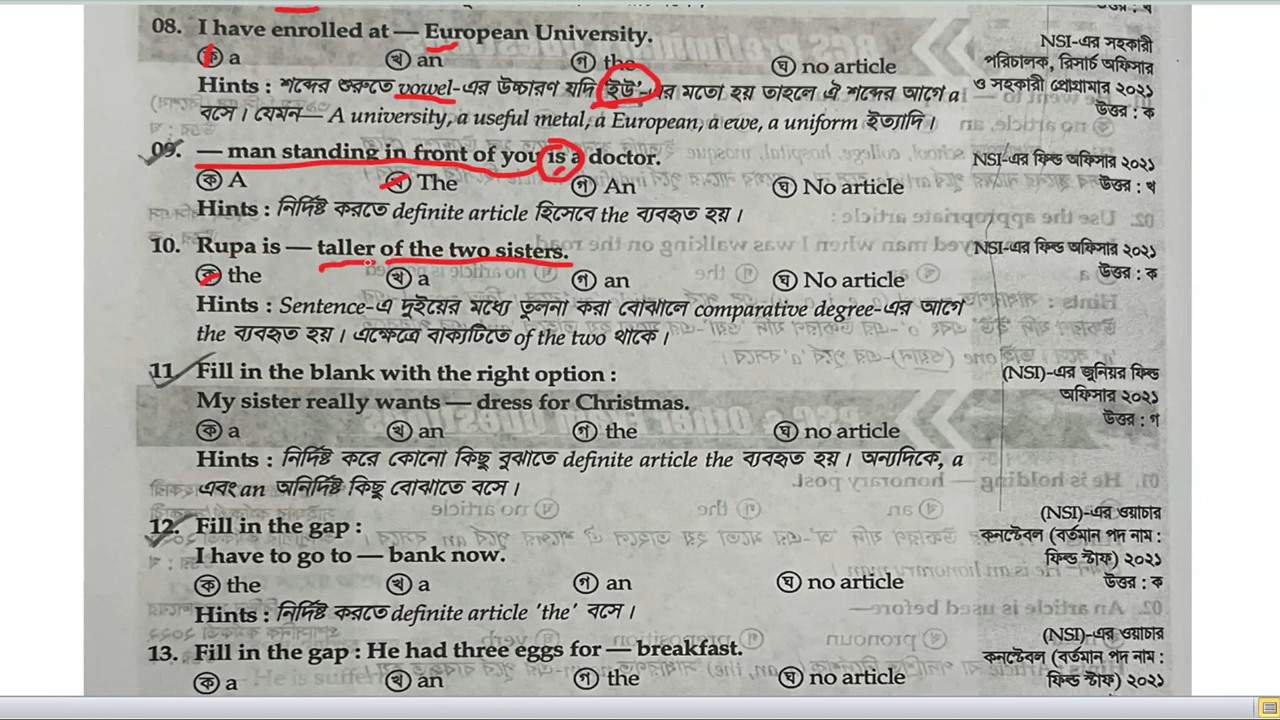 08. I have enrolled at — European University.
ক a খ an গ the ঘ no article
NSI-এর সহকারী
পরিচালক, রিসার্চ অফিসার
ও সহকারী প্রোগ্রামার ২০২১
উত্তর : ক
Hints : শব্দের শুরুতে vowel-এর উচ্চারণ যদি 'ইউ'-এর মতো হয় তাহলে ঐ শব্দের আগে a
বসে। যেমন— A university, a useful metal, a European, a ewe, a uniform ইত্যাদি।
09. — man standing in front of you is a doctor.
NSI-এর ফিল্ড অফিসার ২০২১
উত্তর : খ
ক A খ The গ An ঘ No article
Hints : নির্দিষ্ট করতে definite article হিসেবে the ব্যবহৃত হয়।
10. Rupa is — taller of the two sisters.
NSI-এর ফিল্ড অফিসার ২০২১
উত্তর : ক
ক the খ a গ an ঘ No article
Hints : Sentence-এ দুইয়ের মধ্যে তুলনা করা বোঝালে comparative degree-এর আগে
the ব্যবহৃত হয়। এক্ষেত্রে বাক্যটিতে of the two থাকে।
11. Fill in the blank with the right option :
(NSI)-এর জুনিয়র ফিল্ড
অফিসার ২০২১
উত্তর : গ
My sister really wants — dress for Christmas.
ক a খ an গ the ঘ no article
Hints : নির্দিষ্ট করে কোনো কিছু বুঝাতে definite article the ব্যবহৃত হয়। অন্যদিকে, a
এবং an অনির্দিষ্ট কিছু বোঝাতে বসে।
12. Fill in the gap :
(NSI)-এর ওয়াচার
কনস্টেবল (বর্তমান পদ নাম :
ফিল্ড স্টাফ) ২০২১
উত্তর : ক
I have to go to — bank now.
ক the খ a গ an ঘ no article
Hints : নির্দিষ্ট করতে definite article 'the' বসে।
13. Fill in the gap : He had three eggs for — breakfast.
(NSI)-এর ওয়াচার
কনস্টেবল (বর্তমান পদ নাম :
ফিল্ড স্টাফ) ২০২১
ক a খ an গ the ঘ no article